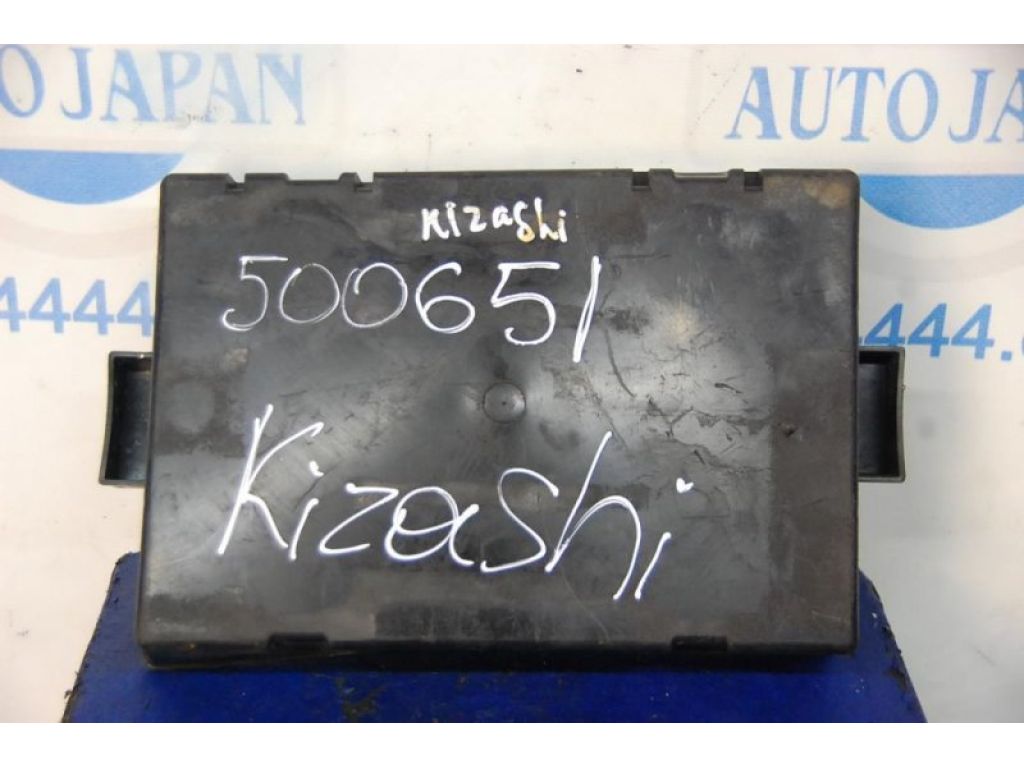 O JAPAN
AUTO JA
Kizashi
500651
4444
444.c
Kizashi